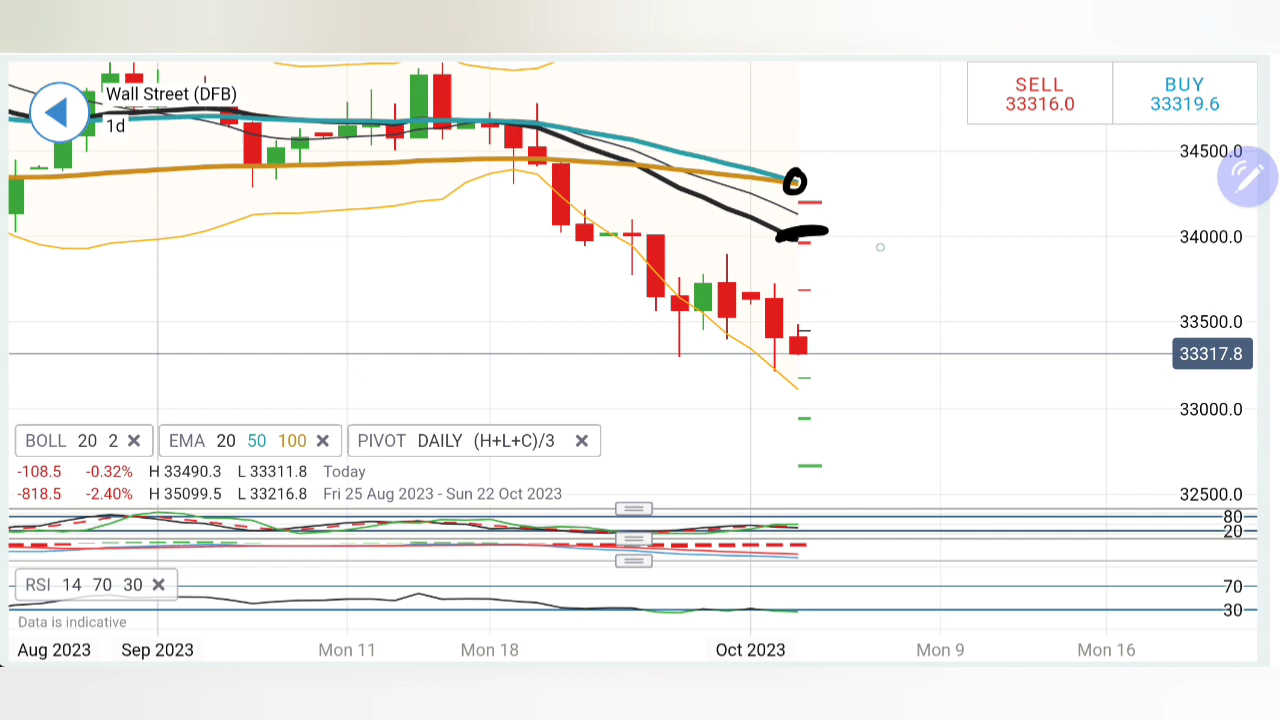 Wall Street (DFB)
1d
SELL
33316.0
BUY
33319.6
34500.0
34000.0
33500.0
33317.8
33000.0
32500.0
BOLL 20 2 ✕
EMA 20 50 100 ✕
PIVOT DAILY (H+L+C)/3 ✕
-108.5 -0.32% H 33490.3 L 33311.8 Today
-818.5 -2.40% H 35099.5 L 33216.8 Fri 25 Aug 2023 - Sun 22 Oct 2023
80
20
RSI 14 70 30 ✕
70
30
Data is indicative
Aug 2023 Sep 2023 Mon 11 Mon 18 Oct 2023 Mon 9 Mon 16